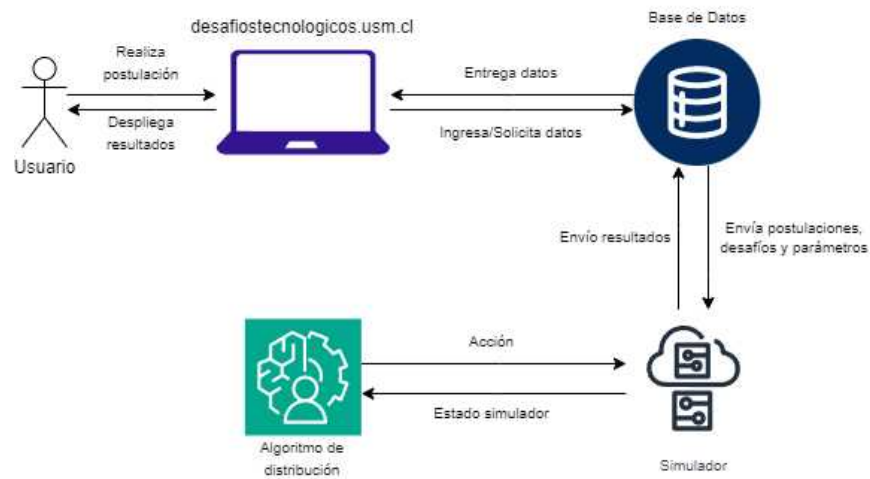 desafiostecnologicos.usm.cl
Base de Datos
Realiza
postulación
Entrega datos
Despliega
resultados
Ingresa/Solicita datos
Usuario
Envío resultados
Envía postulaciones,
desafíos y parámetros
Acción
Estado simulador
Algoritmo de
distribución
Simulador